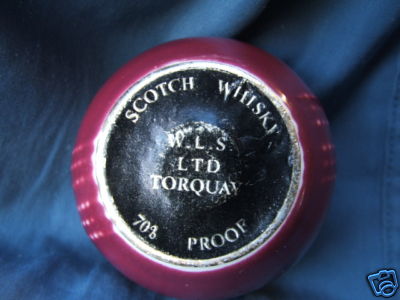 SCOTCH WHISKY
W.L.S.
LTD
TORQUAY
70% PROOF